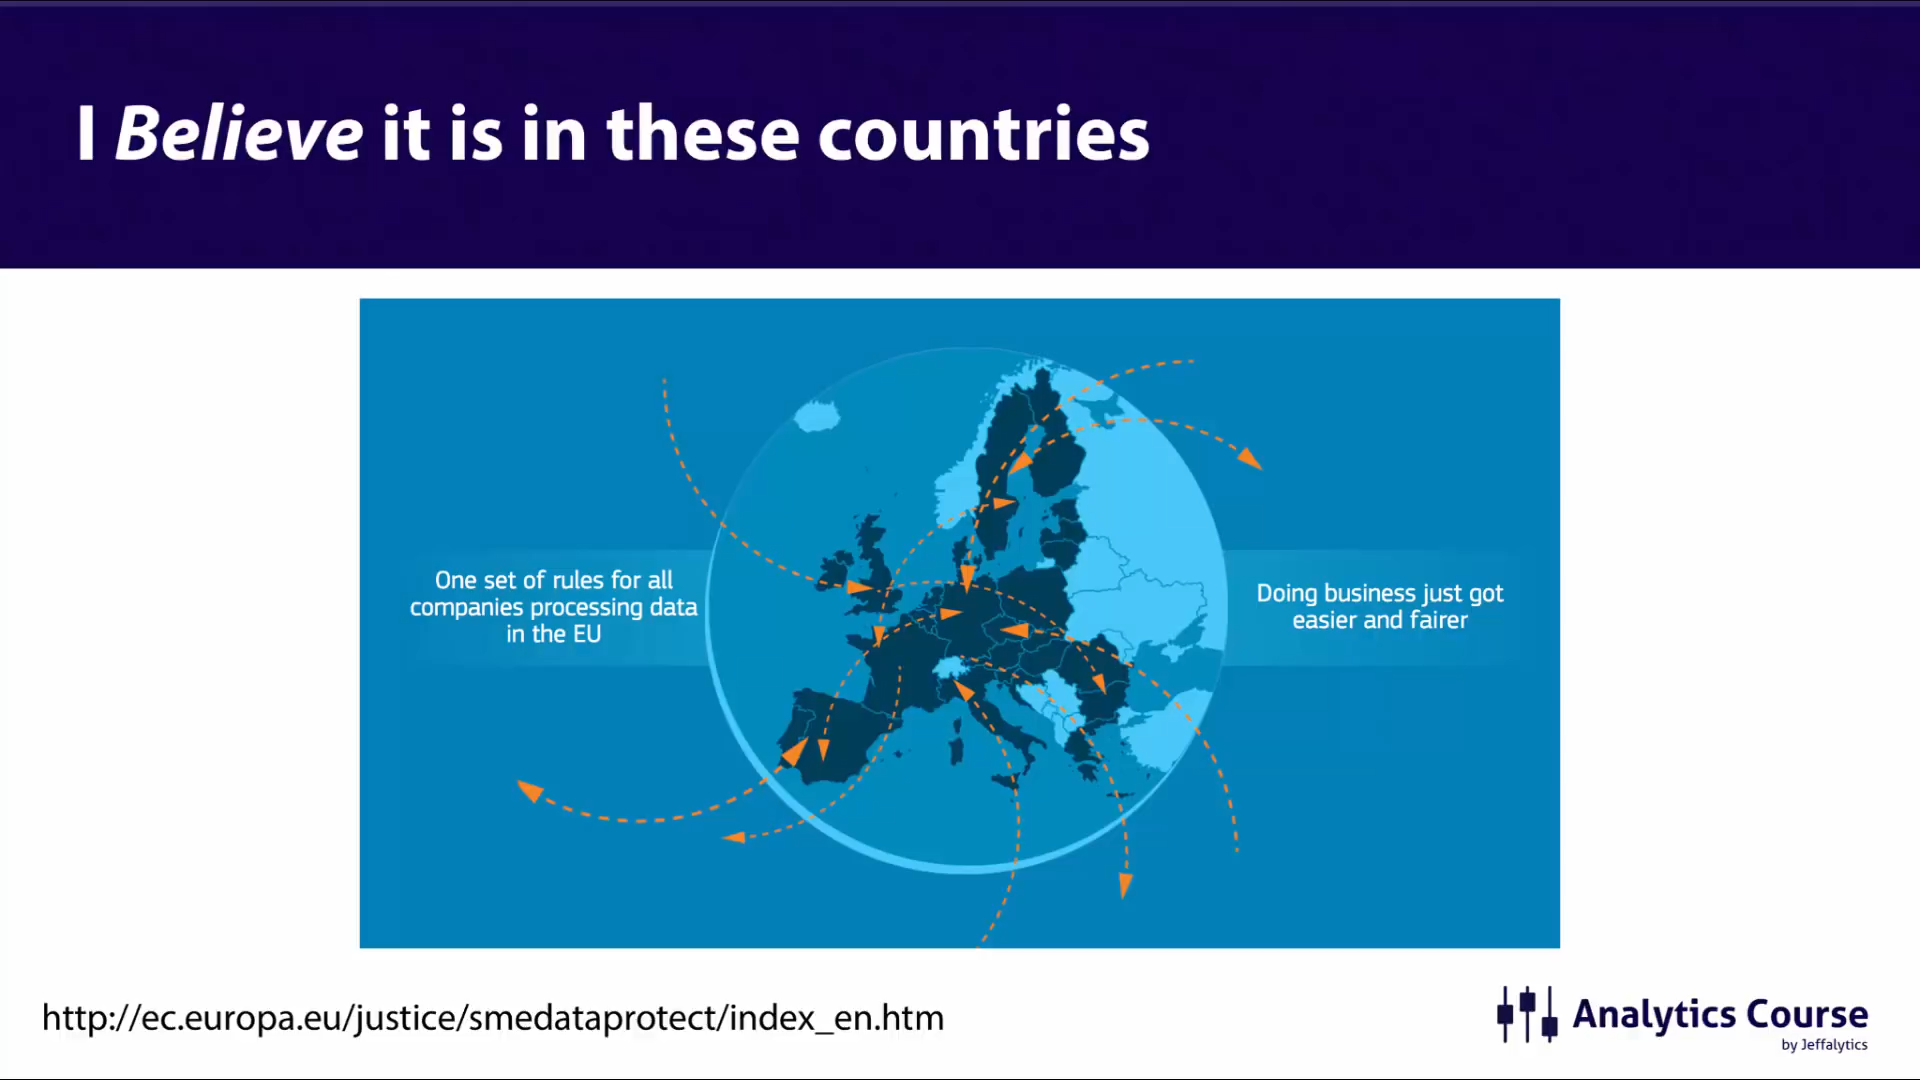 I Believe it is in these countries
One set of rules for all
companies processing data
in the EU
Doing business just got
easier and fairer
http://ec.europa.eu/justice/smedataprotect/index_en.htm
Analytics Course
by Jeffalytics